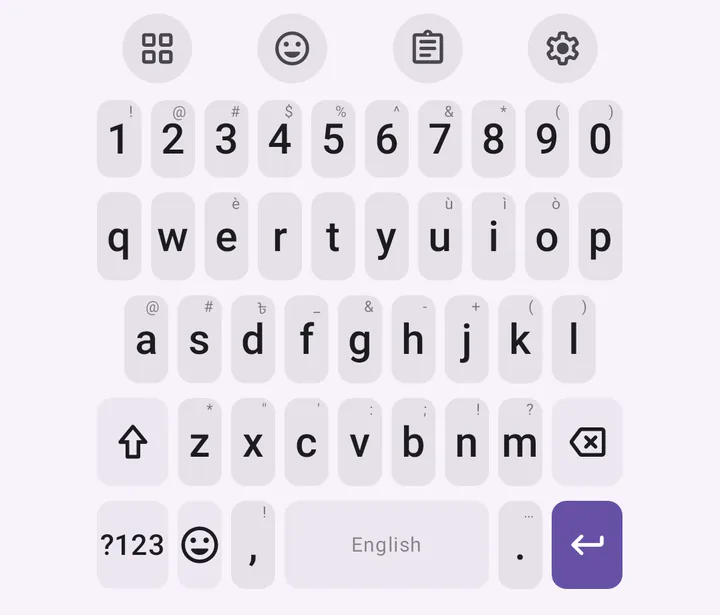 ! @ # $ % ^ & * ( )
1 2 3 4 5 6 7 8 9 0
è ù ì ò
q w e r t y u i o p
@ # ѣ _ & - + ( )
a s d f g h j k l
* " ' : ; ! ?
z x c v b n m
! …
?123 , English .